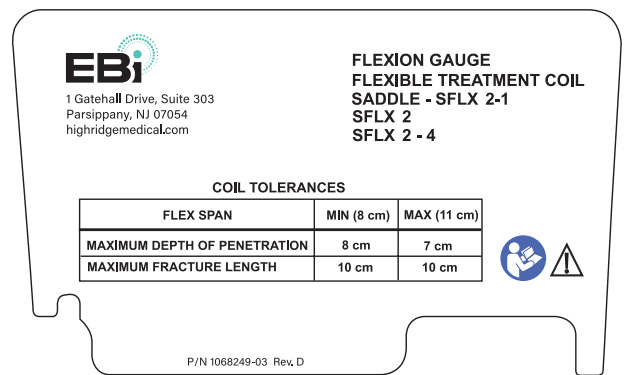 EBi
1 Gatehall Drive, Suite 303
Parsippany, NJ 07054
highridgemedical.com
FLEXION GAUGE
FLEXIBLE TREATMENT COIL
SADDLE - SFLX 2-1
SFLX 2
SFLX 2 - 4
COIL TOLERANCES
FLEX SPAN MIN (8 cm) MAX (11 cm)
MAXIMUM DEPTH OF PENETRATION 8 cm 7 cm
MAXIMUM FRACTURE LENGTH 10 cm 10 cm
P/N 1068249-03 Rev. D